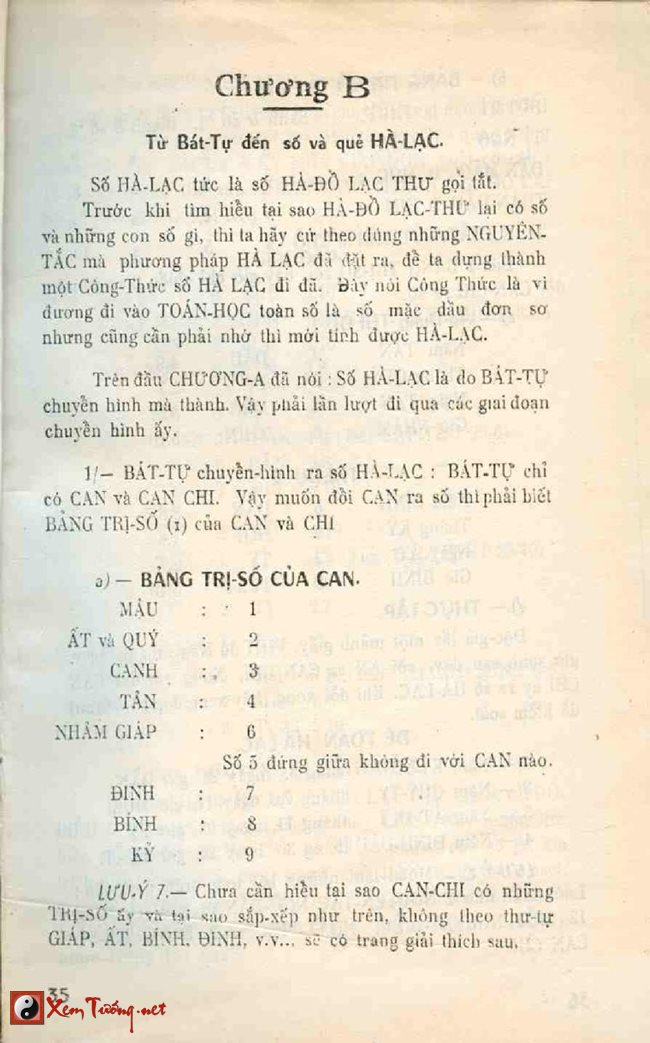 Chương B
Từ Bát-Tự đến số và quẻ HÀ-LẠC.
Số HÀ-LẠC tức là số HÀ-ĐỒ LẠC THƯ gọi tắt.
Trước khi tìm hiểu tại sao HÀ-ĐỒ LẠC-THƯ lại có số
và những con số gì, thì ta hãy cứ theo đúng những NGUYÊN-
TẮC mà phương pháp HÀ LẠC đã đặt ra, để ta dựng thành
một Công-Thức số HÀ LẠC đi đã. Đây nói Công Thức là vì
đương đi vào TOÁN-HỌC toàn số là số mặc dầu đơn sơ
nhưng cũng cần phải nhờ thì mới tính được HÀ-LẠC.
Trên đầu CHƯƠNG-A đã nói : Số HÀ-LẠC là do BÁT-TỰ
chuyển hình mà thành. Vậy phải lần lượt đi qua các giai đoạn
chuyển hình ấy.
1/— BÁT-TỰ chuyển-hình ra số HÀ-LẠC : BÁT-TỰ chỉ
có CAN và CAN CHI. Vậy muốn đổi CAN ra số thì phải biết
BẢNG TRỊ-SỐ (1) của CAN và CHI
a) — BẢNG TRỊ-SỐ CỦA CAN.
MẬU : 1
ẤT và QUÝ : 2
CANH : 3
TÂN : 4
NHÂM GIÁP : 6
Số 5 đứng giữa không đi với CAN nào.
ĐINH : 7
BÍNH : 8
KỶ : 9
LƯU-Ý 7.— Chưa cần hiểu tại sao CAN-CHI có những
TRỊ-SỐ ấy và tại sao sắp-xếp như trên, không theo thư-tự
GIÁP, ẤT, BÍNH, ĐINH, v.v... sẽ có trang giải thích sau.
35
XemTướng.net